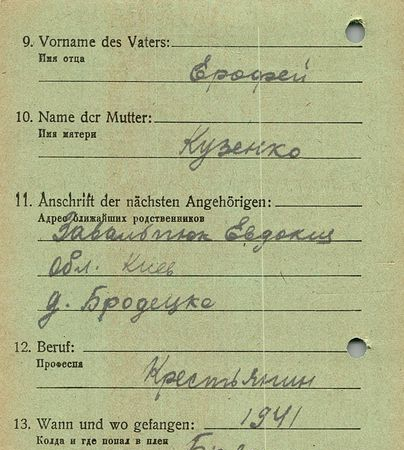 9. Vorname des Vaters:
Имя отца
Ерофей
10. Name der Mutter:
Имя матери
Кузенко
11. Anschrift der nächsten Angehörigen:
Адрес ближайших родственников
Завальнюк Евдокия
обл. Киев
д. Бродецка
12. Beruf:
Професия
Крестьянин
13. Wann und wo gefangen: 1941
Колда и где попал в плен